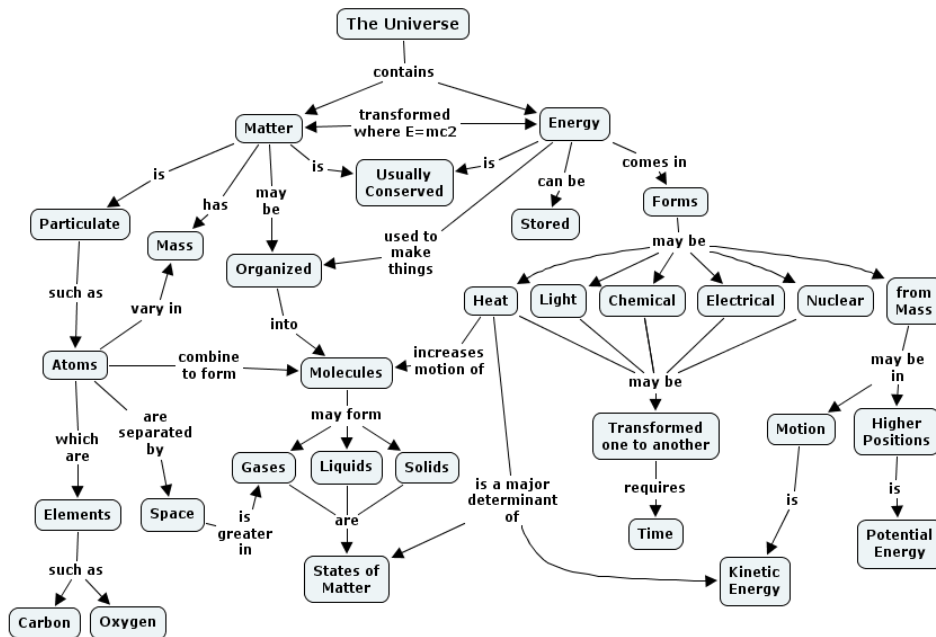 The Universe
contains
Matter
transformed
where E=mc2
Energy
is
has
may
be
is
Usually
Conserved
is
can be
comes in
Particulate
Mass
Organized
used to
make
things
Stored
Forms
may be
such as
vary in
into
Heat
Light
Chemical
Electrical
Nuclear
from
Mass
Atoms
combine
to form
Molecules
increases
motion of
may be
may be
in
which
are
are
separated
by
may form
Transformed
one to another
Motion
Higher
Positions
Gases
Liquids
Solids
is a major
determinant
of
requires
is
is
Elements
Space
is
greater
in
are
Time
Potential
Energy
such as
States of
Matter
Kinetic
Energy
Carbon
Oxygen